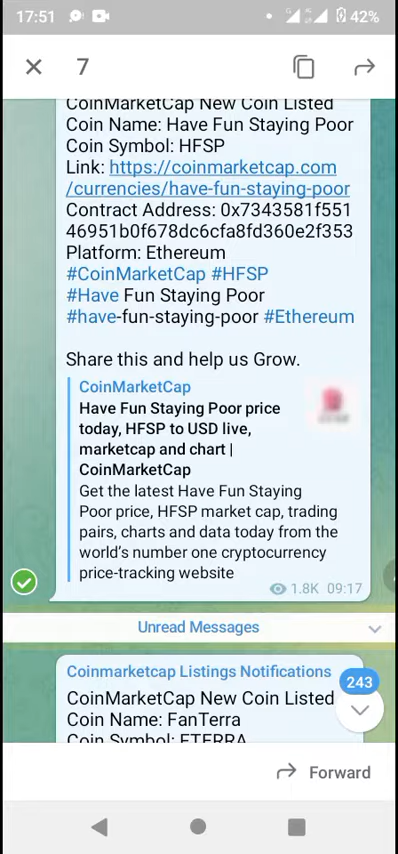 17:51
42%
7
CoinMarketCap New Coin Listed
Coin Name: Have Fun Staying Poor
Coin Symbol: HFSP
Link: https://coinmarketcap.com
/currencies/have-fun-staying-poor
Contract Address: 0x7343581f551
46951b0f678dc6cfa8fd360e2f353
Platform: Ethereum
#CoinMarketCap #HFSP
#Have Fun Staying Poor
#have-fun-staying-poor #Ethereum
Share this and help us Grow.
CoinMarketCap
Have Fun Staying Poor price
today, HFSP to USD live,
marketcap and chart |
CoinMarketCap
Get the latest Have Fun Staying
Poor price, HFSP market cap, trading
pairs, charts and data today from the
world's number one cryptocurrency
price-tracking website
1.8K 09:17
Unread Messages
Coinmarketcap Listings Notifications
243
CoinMarketCap New Coin Listed
Coin Name: FanTerra
Coin Symbol: FTERRA
Forward